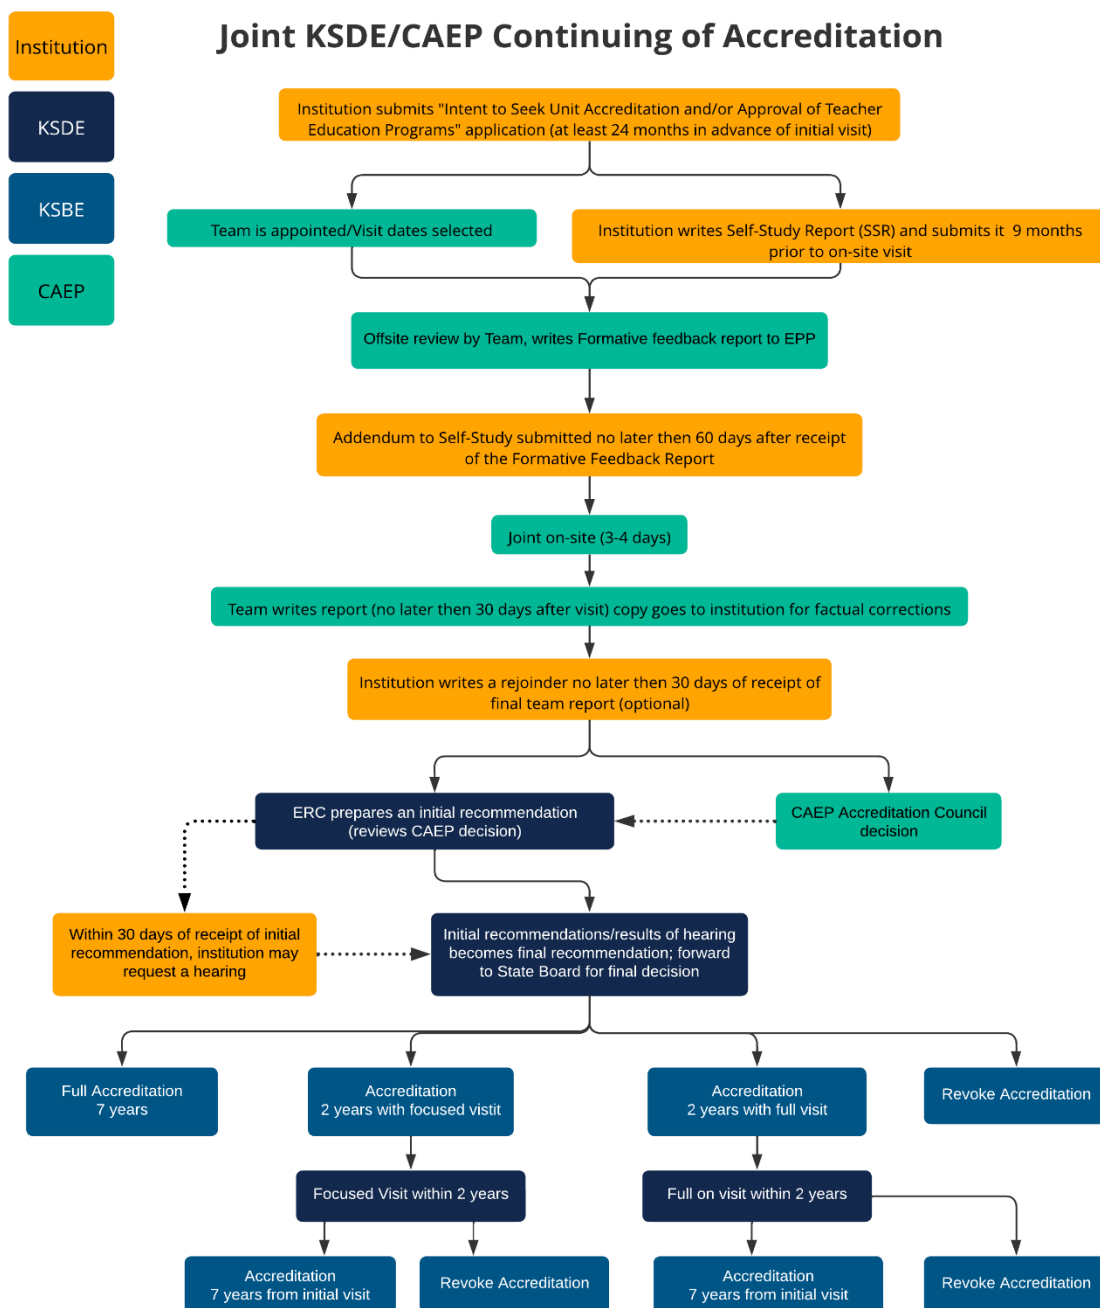 Joint KSDE/CAEP Continuing of Accreditation
Institution
KSDE
KSBE
CAEP
Institution submits "Intent to Seek Unit Accreditation and/or Approval of Teacher
Education Programs" application (at least 24 months in advance of initial visit)
Team is appointed/Visit dates selected
Institution writes Self-Study Report (SSR) and submits it 9 months
prior to on-site visit
Offsite review by Team, writes Formative feedback report to EPP
Addendum to Self-Study submitted no later then 60 days after receipt
of the Formative Feedback Report
Joint on-site (3-4 days)
Team writes report (no later then 30 days after visit) copy goes to institution for factual corrections
Institution writes a rejoinder no later then 30 days of receipt of
final team report (optional)
ERC prepares an initial recommendation
(reviews CAEP decision)
CAEP Accreditation Council
decision
Within 30 days of receipt of initial
recommendation, institution may
request a hearing
Initial recommendations/results of hearing
becomes final recommendation; forward
to State Board for final decision
Full Accreditation
7 years
Accreditation
2 years with focused vistit
Accreditation
2 years with full visit
Revoke Accreditation
Focused Visit within 2 years
Full on visit within 2 years
Accreditation
7 years from initial visit
Revoke Accreditation
Accreditation
7 years from initial visit
Revoke Accreditation